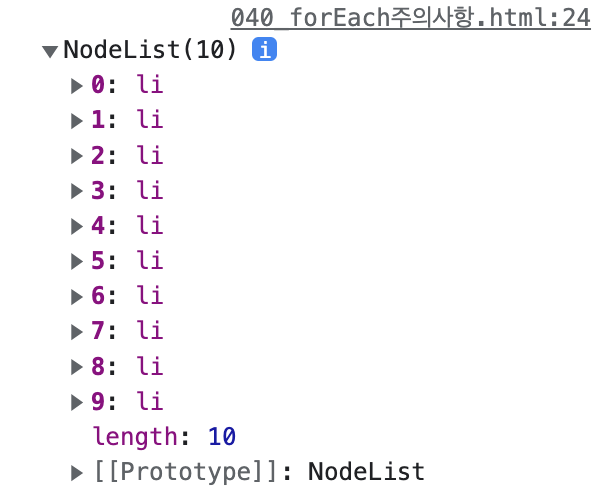 040_forEach주의사항.html:24
NodeList(10) i
0: li
1: li
2: li
3: li
4: li
5: li
6: li
7: li
8: li
9: li
length: 10
[[Prototype]]: NodeList